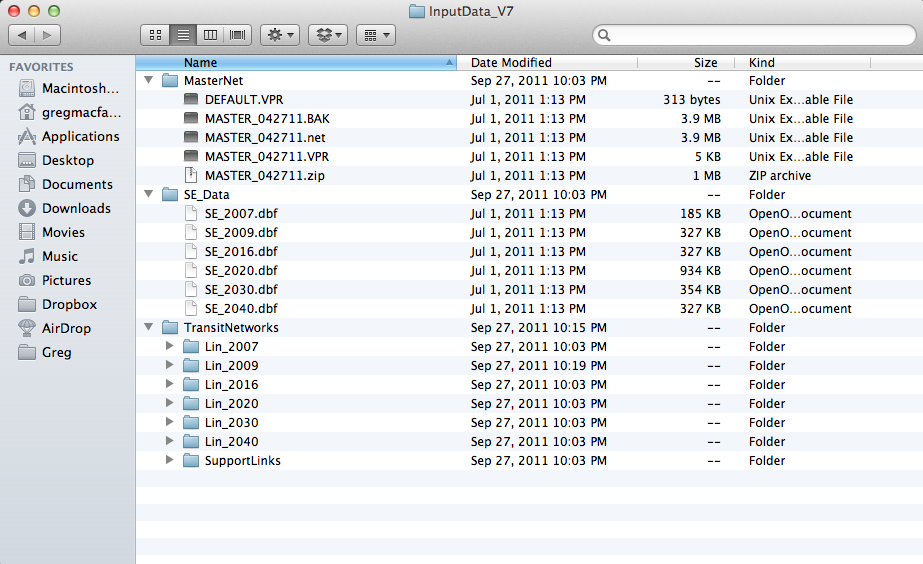 InputData_V7
Name Date Modified Size Kind
FAVORITES
Macintosh...
gregmacfa...
Applications
Desktop
Documents
Downloads
Movies
Music
Pictures
Dropbox
AirDrop
Greg
MasterNet Sep 27, 2011 10:03 PM -- Folder
DEFAULT.VPR Jul 1, 2011 1:13 PM 313 bytes Unix Ex...able File
MASTER_042711.BAK Jul 1, 2011 1:13 PM 3.9 MB Unix Ex...able File
MASTER_042711.net Jul 1, 2011 1:13 PM 3.9 MB Unix Ex...able File
MASTER_042711.VPR Jul 1, 2011 1:13 PM 5 KB Unix Ex...able File
MASTER_042711.zip Jul 1, 2011 1:13 PM 1 MB ZIP archive
SE_Data Sep 27, 2011 10:03 PM -- Folder
SE_2007.dbf Jul 1, 2011 1:13 PM 185 KB OpenO...ocument
SE_2009.dbf Jul 1, 2011 1:13 PM 327 KB OpenO...ocument
SE_2016.dbf Jul 1, 2011 1:13 PM 327 KB OpenO...ocument
SE_2020.dbf Jul 1, 2011 1:13 PM 934 KB OpenO...ocument
SE_2030.dbf Jul 1, 2011 1:13 PM 354 KB OpenO...ocument
SE_2040.dbf Jul 1, 2011 1:13 PM 327 KB OpenO...ocument
TransitNetworks Sep 27, 2011 10:15 PM -- Folder
Lin_2007 Sep 27, 2011 10:03 PM -- Folder
Lin_2009 Sep 27, 2011 10:19 PM -- Folder
Lin_2016 Sep 27, 2011 10:03 PM -- Folder
Lin_2020 Sep 27, 2011 10:03 PM -- Folder
Lin_2030 Sep 27, 2011 10:03 PM -- Folder
Lin_2040 Sep 27, 2011 10:03 PM -- Folder
SupportLinks Sep 27, 2011 10:03 PM -- Folder